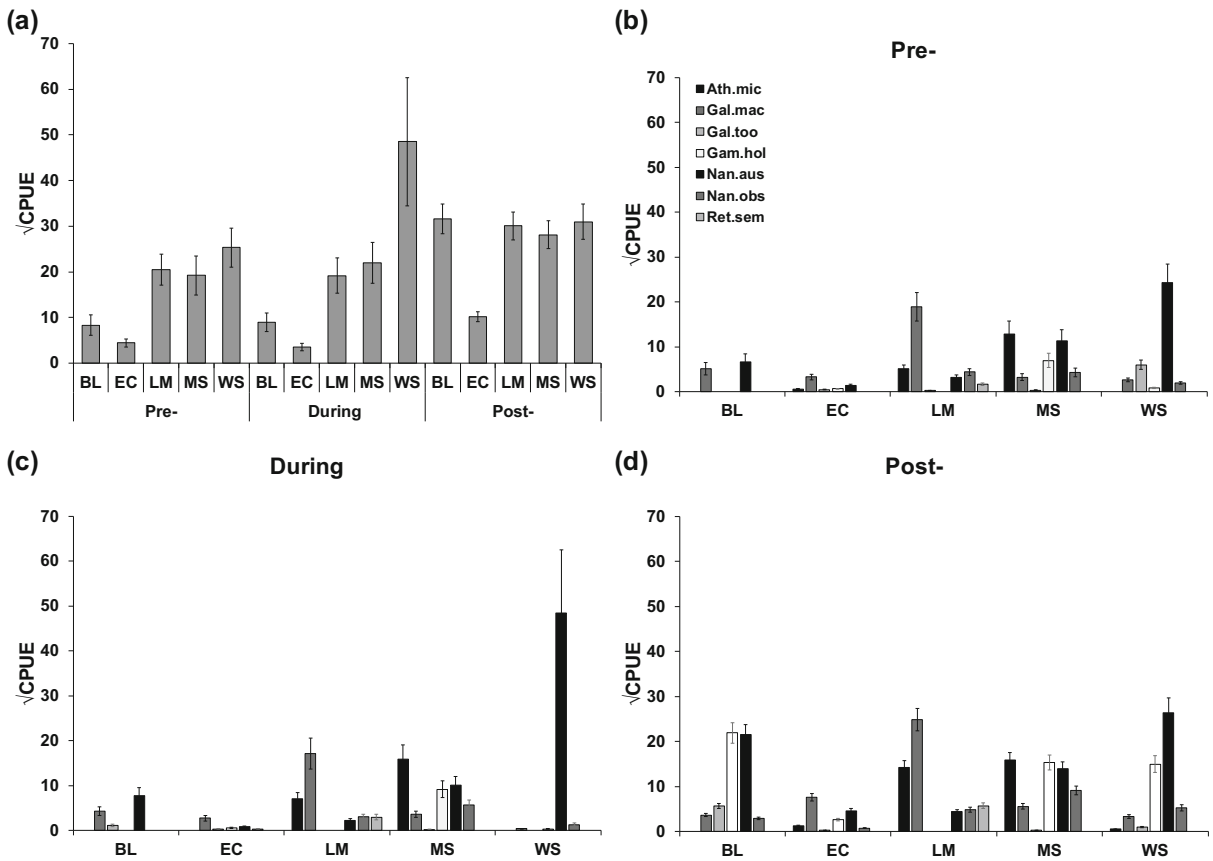 (a)
70
60
50
40
30
20
10
0
√CPUE
BL EC LM MS WS BL EC LM MS WS BL EC LM MS WS
Pre- During Post-
(b)
Pre-
70
60
50
40
30
20
10
0
√CPUE
Ath.mic
Gal.mac
Gal.too
Gam.hol
Nan.aus
Nan.obs
Ret.sem
BL EC LM MS WS
(c)
During
70
60
50
40
30
20
10
0
√CPUE
BL EC LM MS WS
(d)
Post-
70
60
50
40
30
20
10
0
√CPUE
BL EC LM MS WS